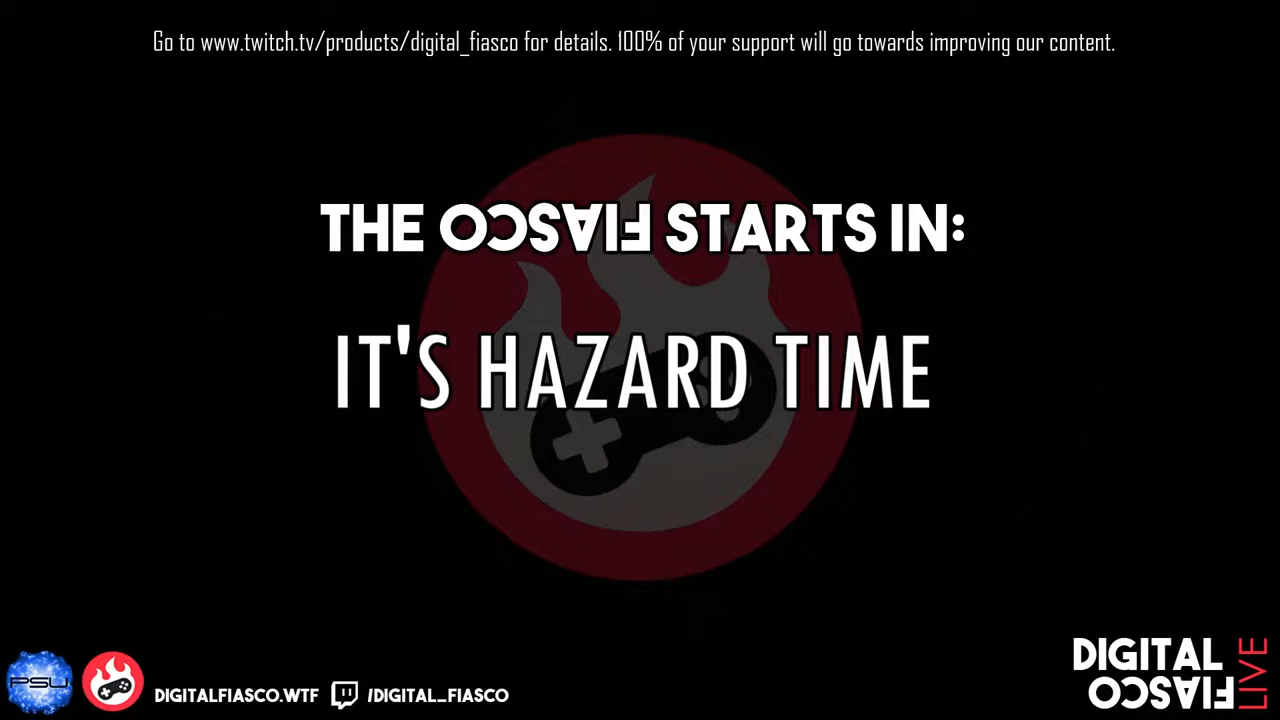 Go to www.twitch.tv/products/digital_fiasco for details. 100% of your support will go towards improving our content.
THE FIASCO STARTS IN:
IT'S HAZARD TIME
PSU
DIGITALFIASCO.WTF /DIGITAL_FIASCO
DIGITAL
FIASCO
LIVE